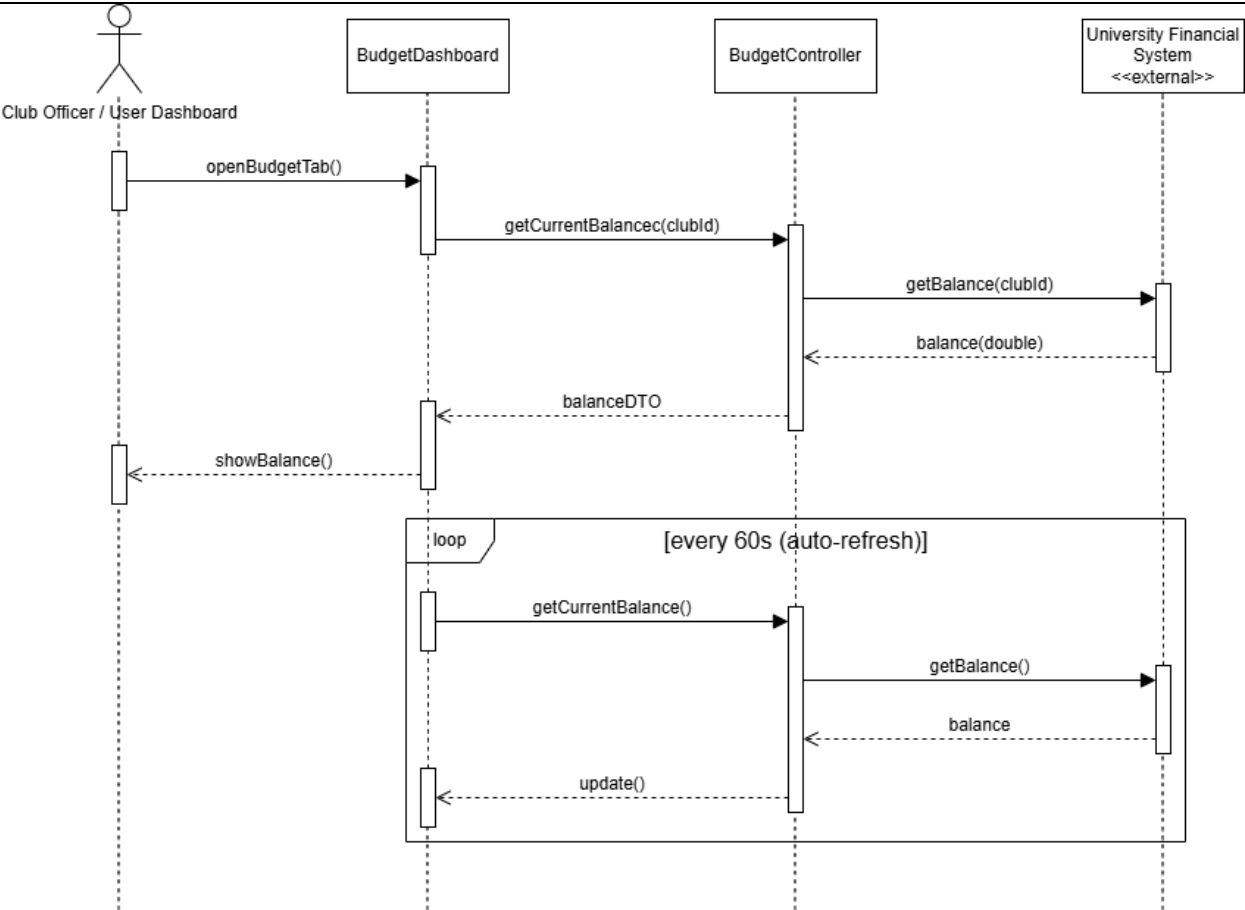 BudgetDashboard
BudgetController
University Financial
System
<<external>>
Club Officer / User Dashboard
openBudgetTab()
getCurrentBalancec(clubId)
getBalance(clubId)
balance(double)
balanceDTO
showBalance()
loop
[every 60s (auto-refresh)]
getCurrentBalance()
getBalance()
balance
update()